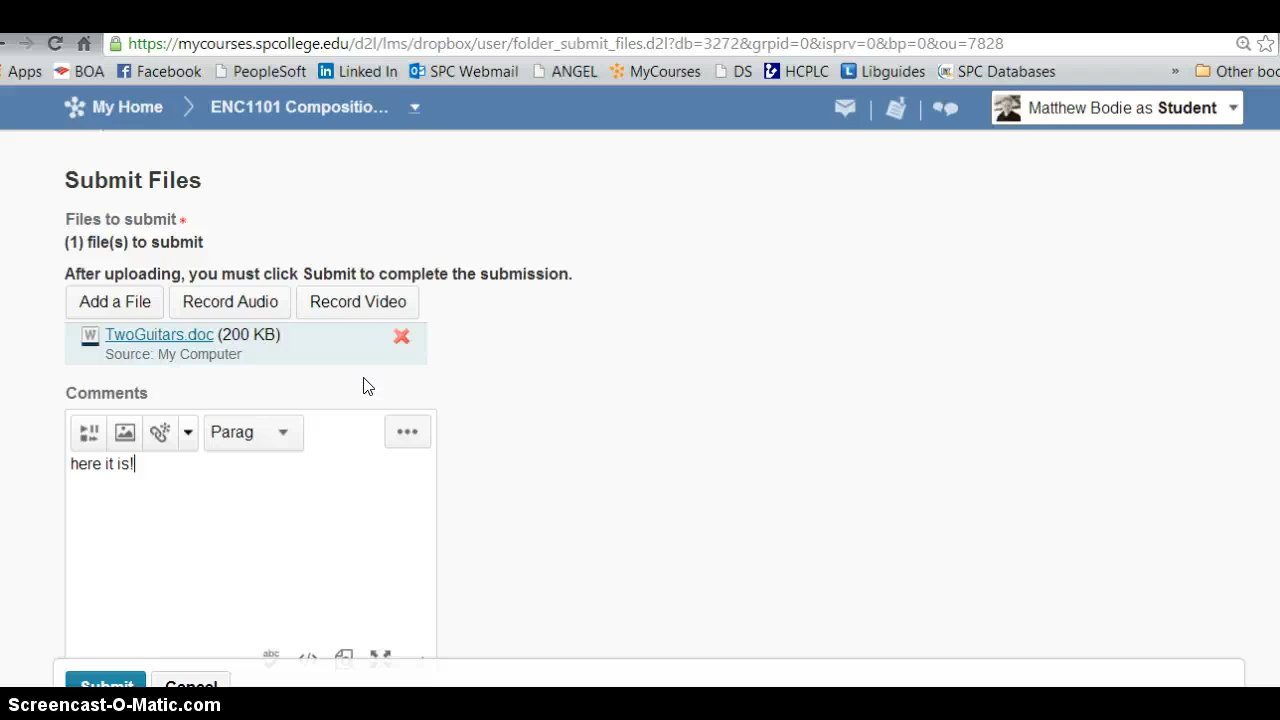 https://mycourses.spcollege.edu/d2l/lms/dropbox/user/folder_submit_files.d2l?db=3272&grpid=0&isprv=0&bp=0&ou=7828
Apps BOA Facebook PeopleSoft Linked In SPC Webmail ANGEL MyCourses DS HCPLC Libguides SPC Databases » Other boo
My Home ENC1101 Compositio... Matthew Bodie as Student
Submit Files
Files to submit *
(1) file(s) to submit
After uploading, you must click Submit to complete the submission.
Add a File Record Audio Record Video
W TwoGuitars.doc (200 KB)
Source: My Computer
Comments
Parag
here it is!
abc
Submit Cancel
Screencast-O-Matic.com